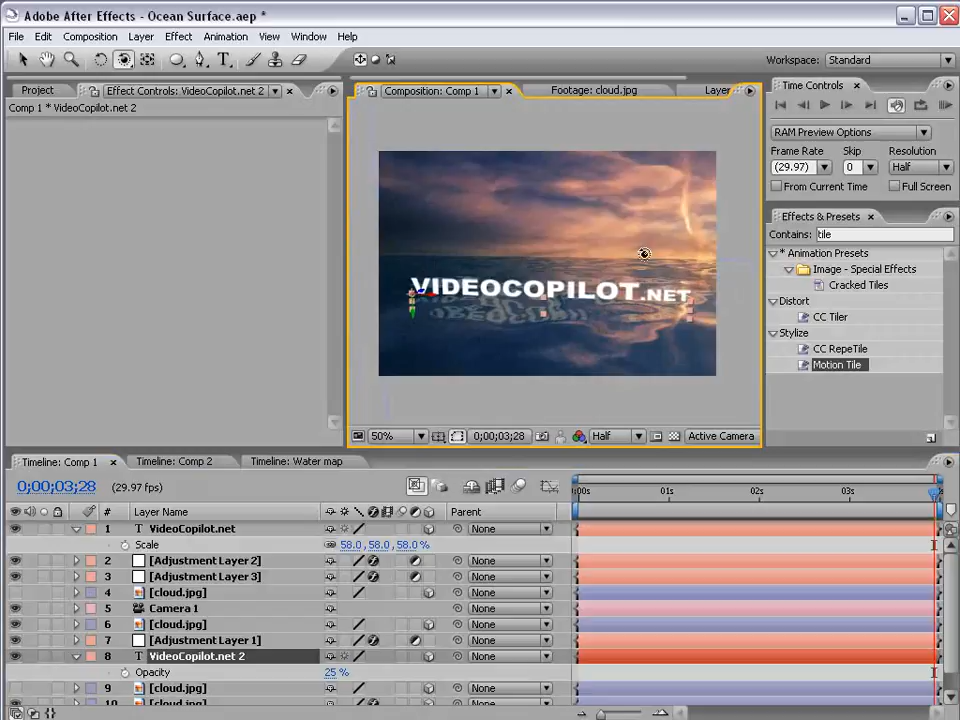 Adobe After Effects - Ocean Surface.aep *
File Edit Composition Layer Effect Animation View Window Help
Workspace: Standard
Project Effect Controls: VideoCopilot.net 2
Comp 1 * VideoCopilot.net 2
Composition: Comp 1 Footage: cloud.jpg Layer
VIDEOCOPILOT.NET
50% 0;00;03;28 Half Active Camera
Time Controls
RAM Preview Options
Frame Rate Skip Resolution
(29.97) 0 Half
From Current Time Full Screen
Effects & Presets
Contains: tile
* Animation Presets
Image - Special Effects
Cracked Tiles
Distort
CC Tiler
Stylize
CC RepeTile
Motion Tile
Timeline: Comp 1 Timeline: Comp 2 Timeline: Water map
0;00;03;28 (29.97 fps)
:00s 01s 02s 03s
# Layer Name Parent
1 T VideoCopilot.net None
Scale 58.0, 58.0, 58.0 %
2 [Adjustment Layer 2] None
3 [Adjustment Layer 3] None
4 [cloud.jpg] None
5 Camera 1 None
6 [cloud.jpg] None
7 [Adjustment Layer 1] None
8 T VideoCopilot.net 2 None
Opacity 25 %
9 [cloud.jpg] None
10 [cloud.jpg] None